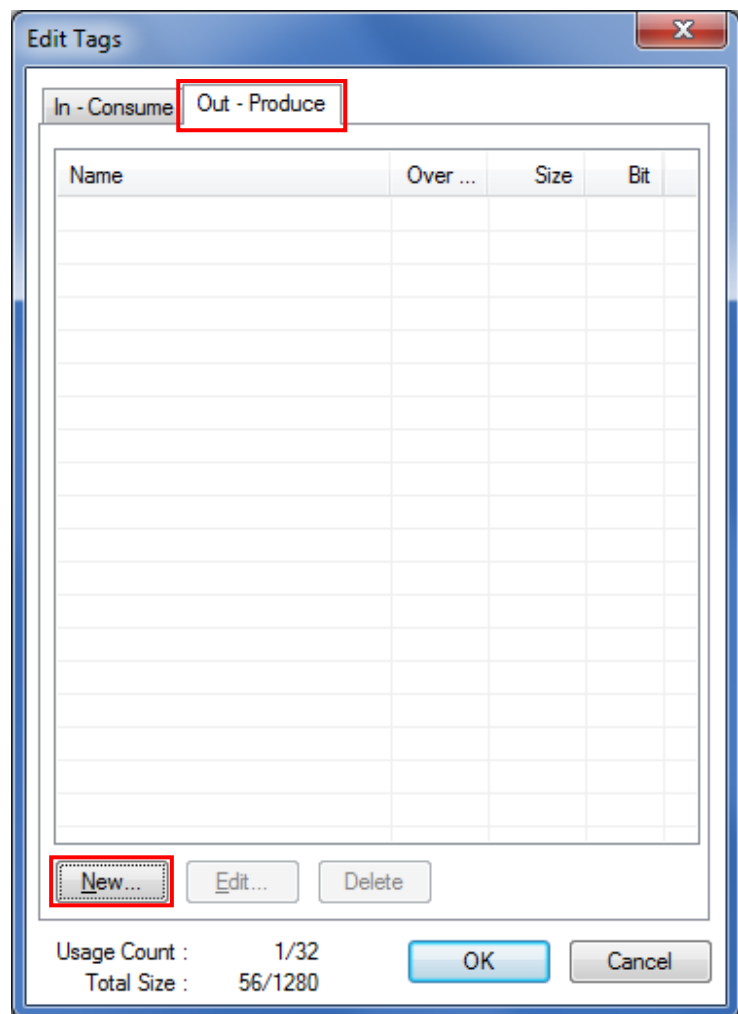 Edit Tags
In - Consume Out - Produce
Name Over ... Size Bit
New... Edit... Delete
Usage Count : 1/32
Total Size : 56/1280
OK Cancel